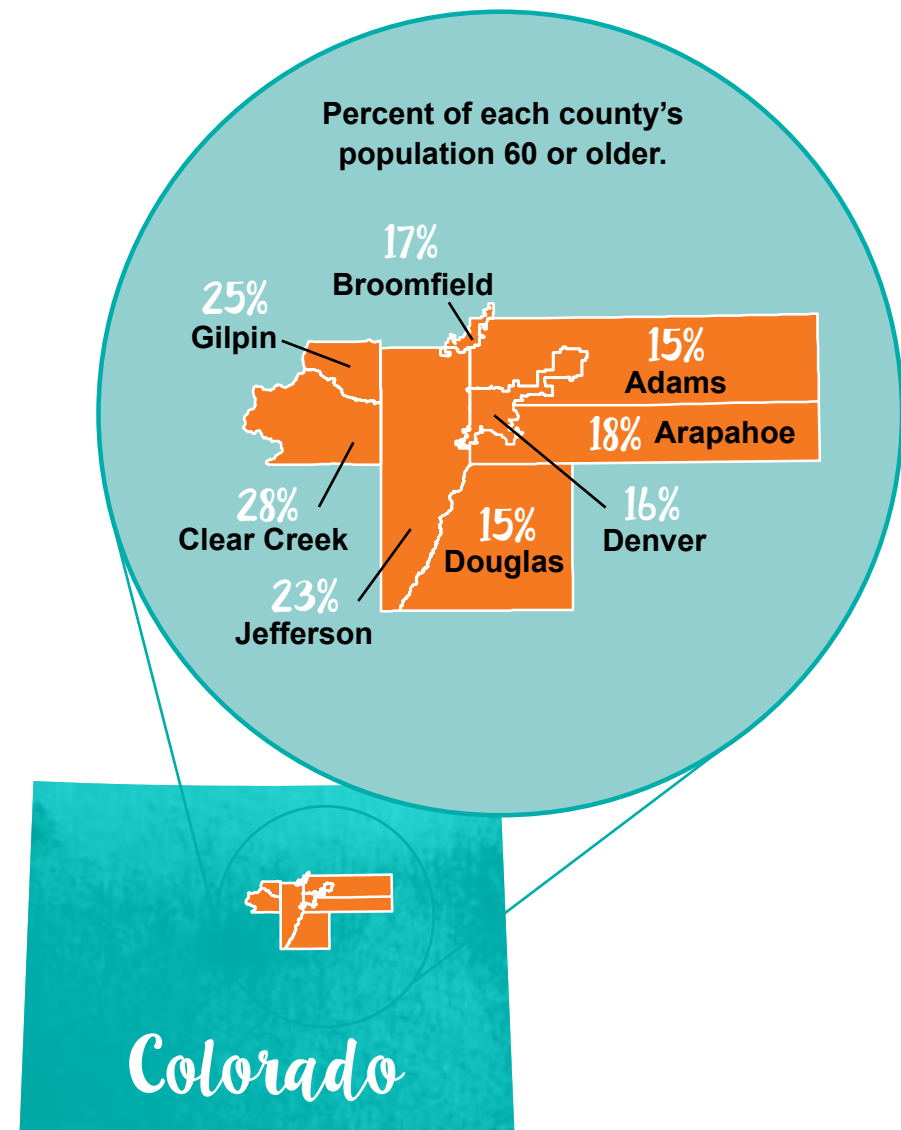 Percent of each county’s
population 60 or older.
17%
Broomfield
25%
Gilpin
15%
Adams
18% Arapahoe
28%
Clear Creek
15%
Douglas
16%
Denver
23%
Jefferson
Colorado